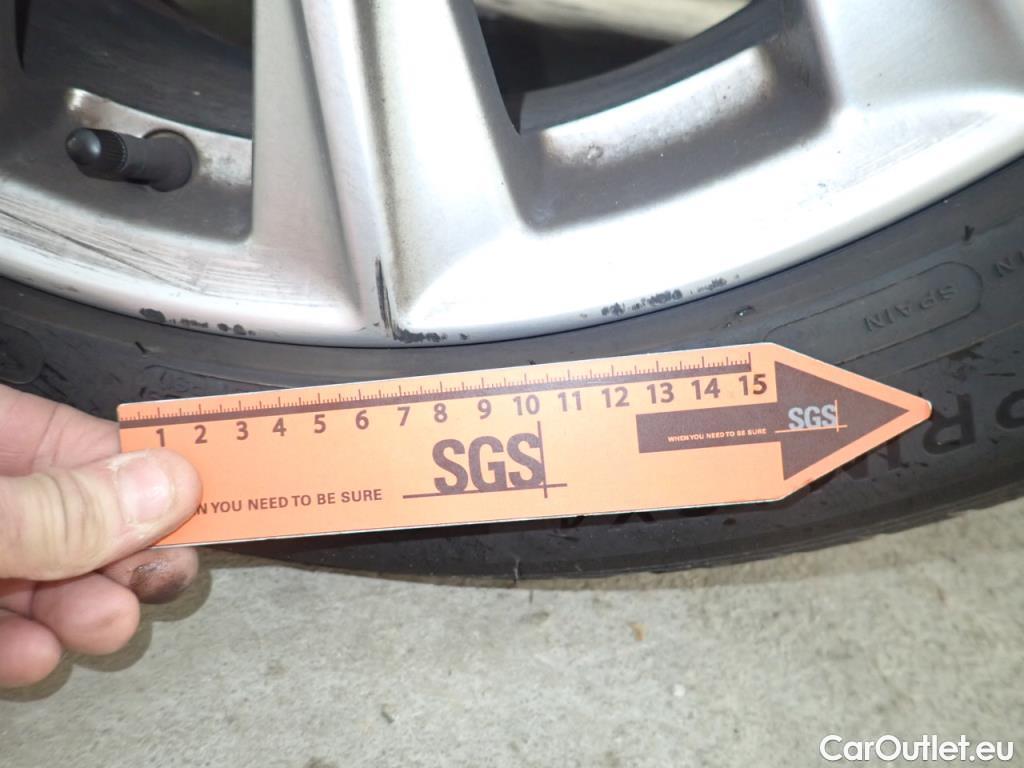 SPAIN
1 2 3 4 5 6 7 8 9 10 11 12 13 14 15
SGS
WHEN YOU NEED TO BE SURE
SGS
YOU NEED TO BE SURE
CarOutlet.eu